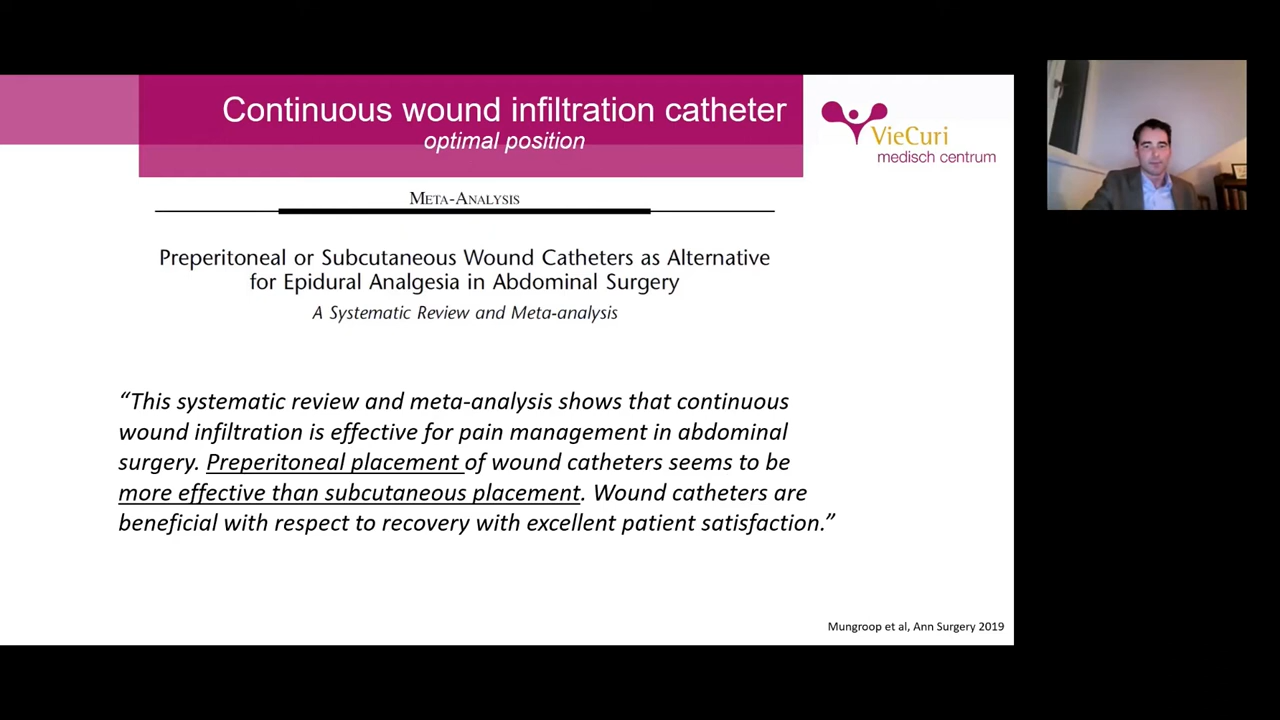 Continuous wound infiltration catheter
optimal position
VieCuri
medisch centrum
META-ANALYSIS
Preperitoneal or Subcutaneous Wound Catheters as Alternative
for Epidural Analgesia in Abdominal Surgery
A Systematic Review and Meta-analysis
“This systematic review and meta-analysis shows that continuous
wound infiltration is effective for pain management in abdominal
surgery. Preperitoneal placement of wound catheters seems to be
more effective than subcutaneous placement. Wound catheters are
beneficial with respect to recovery with excellent patient satisfaction.”
Mungroop et al, Ann Surgery 2019